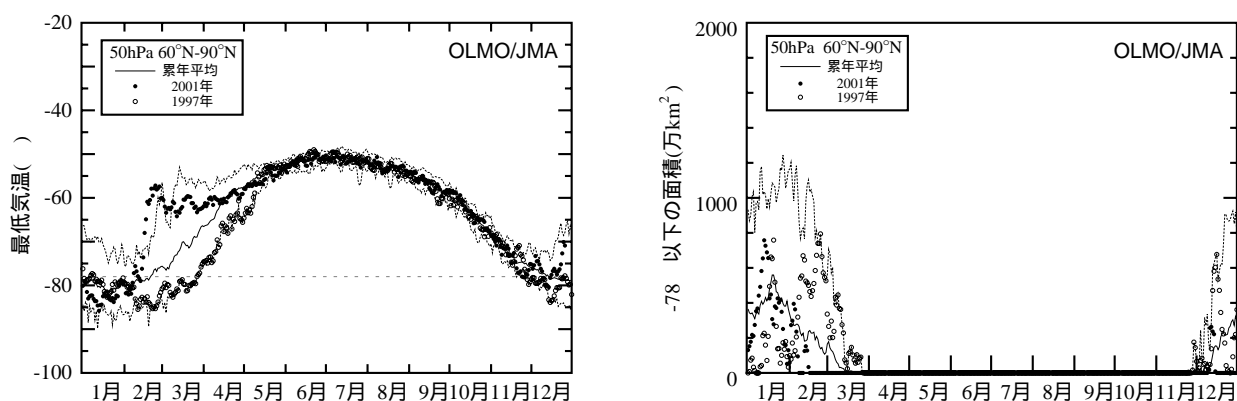 -20
-40
-60
-80
-100
最低気温( )
50hPa 60°N-90°N
累年平均
2001年
1997年
OLMO/JMA
1月 2月 3月 4月 5月 6月 7月 8月 9月 10月 11月 12月
2000
1000
0
-78 以下の面積(万km²)
50hPa 60°N-90°N
累年平均
2001年
1997年
OLMO/JMA
1月 2月 3月 4月 5月 6月 7月 8月 9月 10月 11月 12月